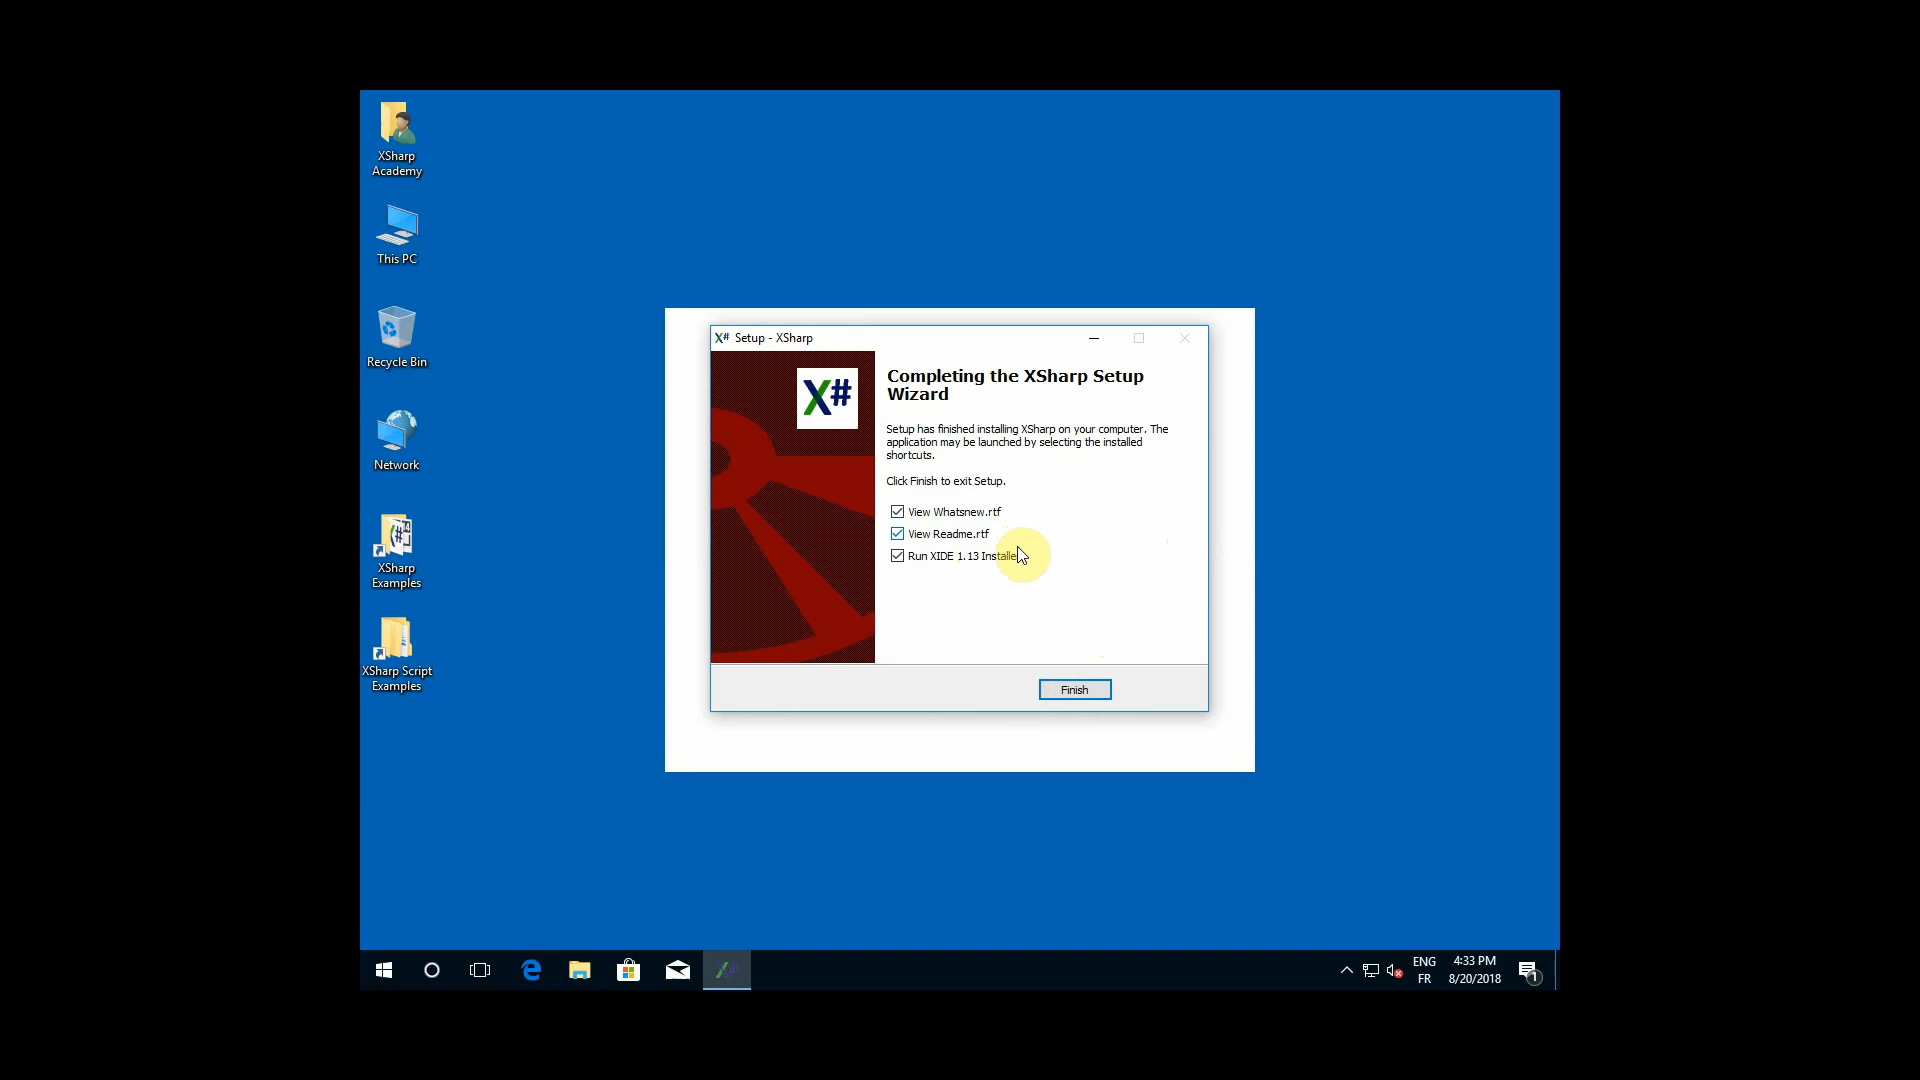 XSharp
Academy
This PC
Recycle Bin
Network
XSharp
Examples
XSharp Script
Examples
X# Setup - XSharp
X#
Completing the XSharp Setup
Wizard
Setup has finished installing XSharp on your computer. The
application may be launched by selecting the installed
shortcuts.
Click Finish to exit Setup.
View Whatsnew.rtf
View Readme.rtf
Run XIDE 1.13 Installer
Finish
ENG
FR
4:33 PM
8/20/2018
1